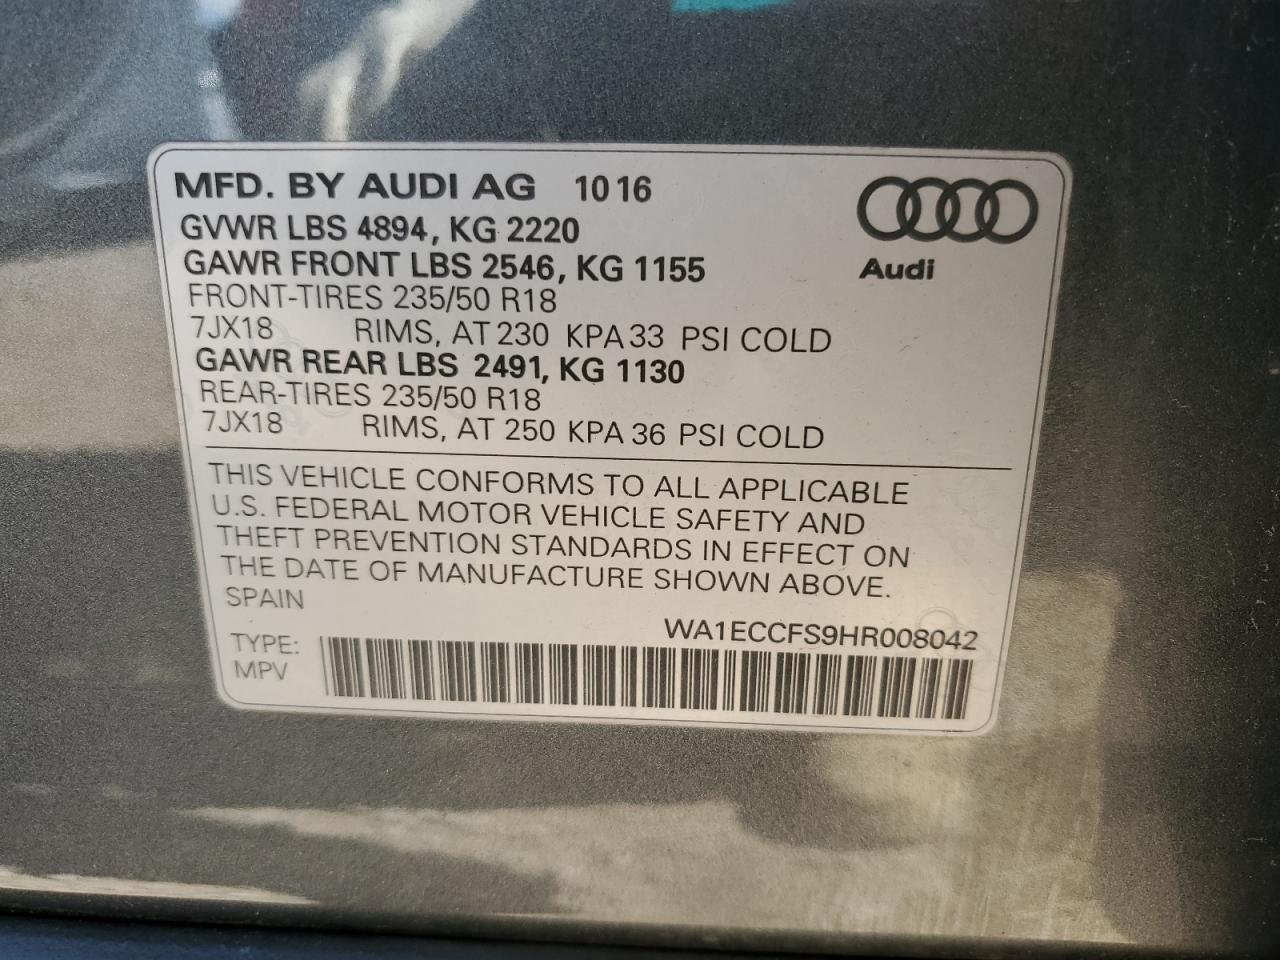 MFD. BY AUDI AG 10 16
GVWR LBS 4894, KG 2220
GAWR FRONT LBS 2546, KG 1155
FRONT-TIRES 235/50 R18
7JX18 RIMS, AT 230 KPA 33 PSI COLD
GAWR REAR LBS 2491, KG 1130
REAR-TIRES 235/50 R18
7JX18 RIMS, AT 250 KPA 36 PSI COLD
Audi
THIS VEHICLE CONFORMS TO ALL APPLICABLE
U.S. FEDERAL MOTOR VEHICLE SAFETY AND
THEFT PREVENTION STANDARDS IN EFFECT ON
THE DATE OF MANUFACTURE SHOWN ABOVE.
SPAIN
WA1ECCFS9HR008042
TYPE:
MPV